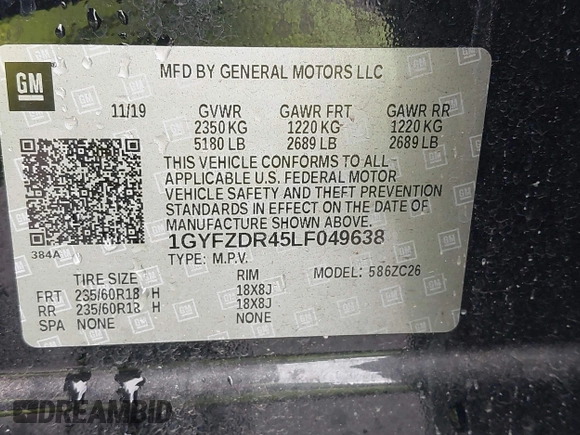 GM
MFD BY GENERAL MOTORS LLC
11/19 GVWR GAWR FRT GAWR RR
2350 KG 1220 KG 1220 KG
5180 LB 2689 LB 2689 LB
THIS VEHICLE CONFORMS TO ALL
APPLICABLE U.S. FEDERAL MOTOR
VEHICLE SAFETY AND THEFT PREVENTION
STANDARDS IN EFFECT ON THE DATE OF
MANUFACTURE SHOWN ABOVE.
1GYFZDR45LF049638
384A
TYPE: M.P.V. MODEL: 586ZC26
TIRE SIZE RIM
FRT 235/60R18 H 18X8J
RR 235/60R18 H 18X8J
SPA NONE NONE
DREAMBID